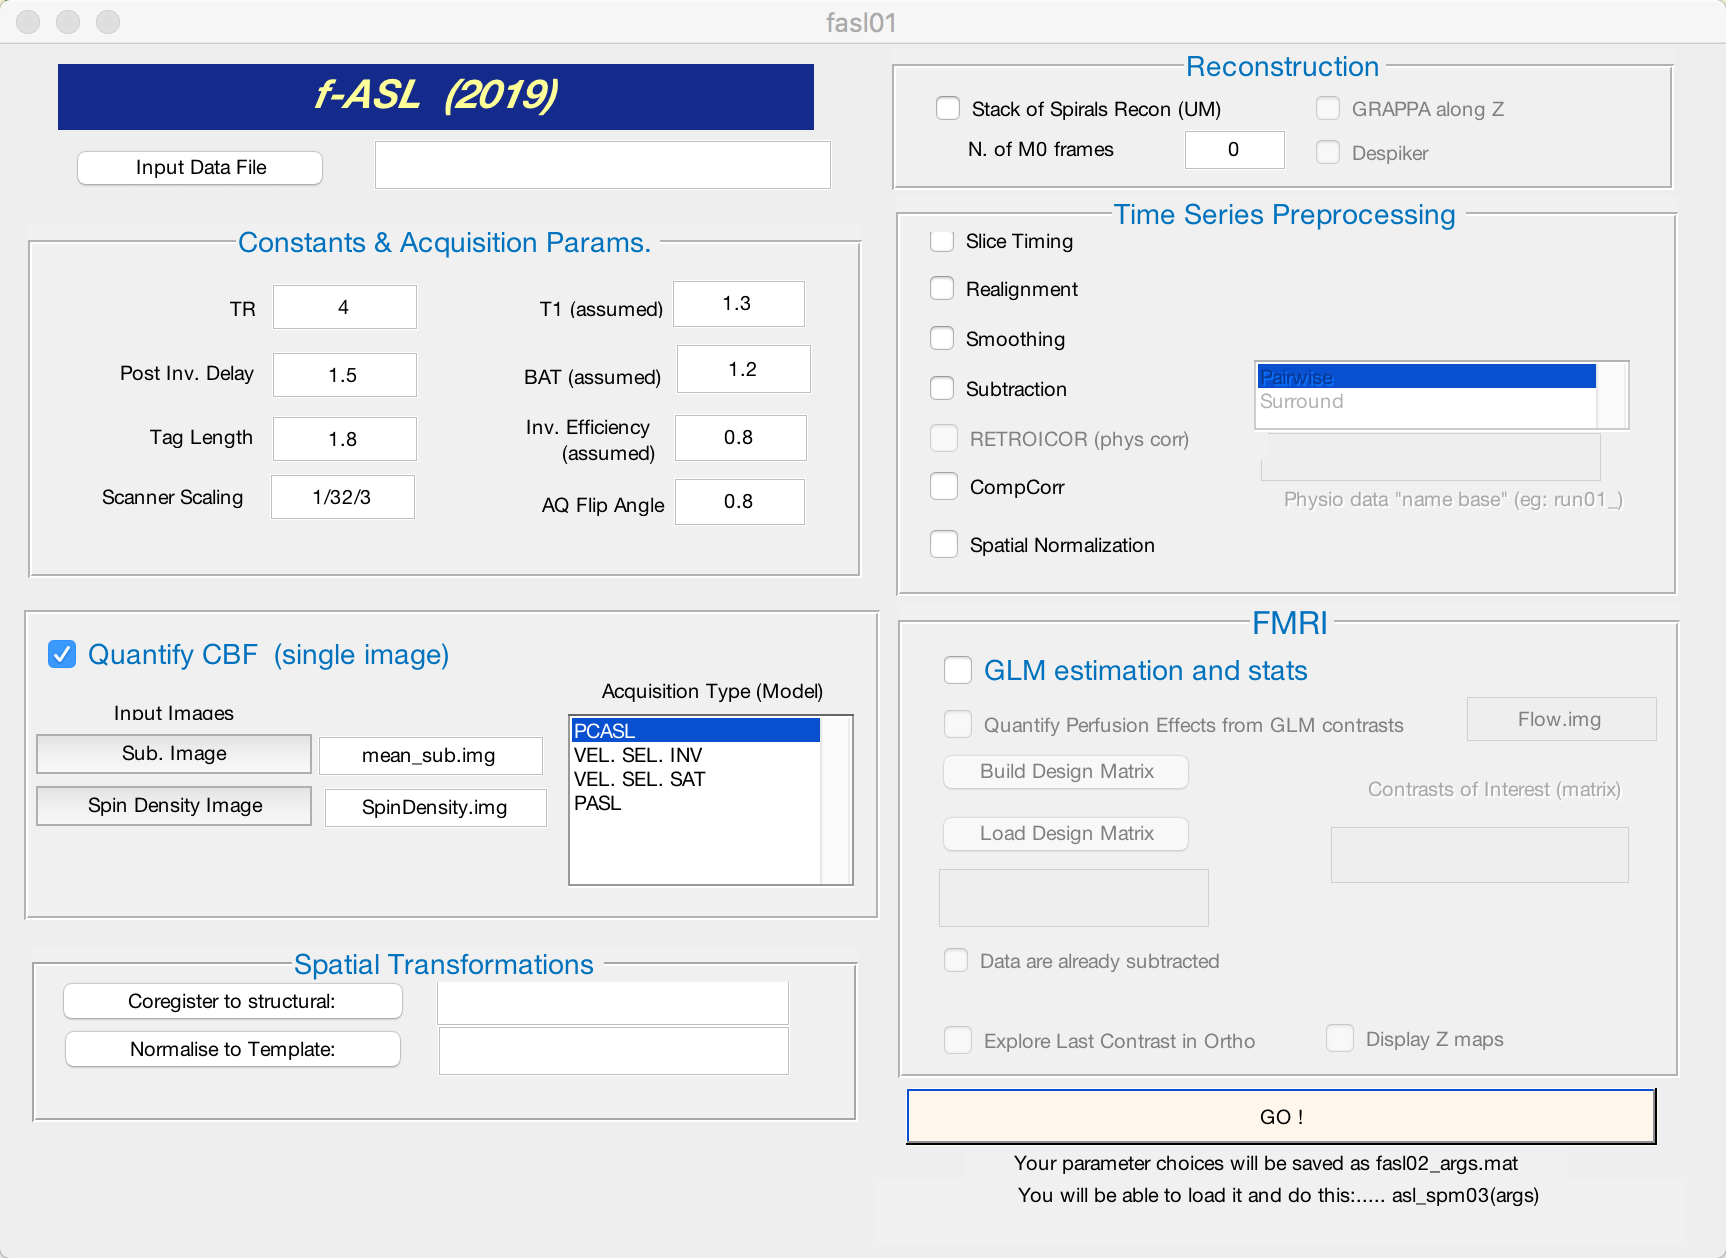 fasl01
f-ASL (2019)
Input Data File
Constants & Acquisition Params.
TR 4
T1 (assumed) 1.3
Post Inv. Delay 1.5
BAT (assumed) 1.2
Tag Length 1.8
Inv. Efficiency
(assumed) 0.8
Scanner Scaling 1/32/3
AQ Flip Angle 0.8
Quantify CBF (single image)
Input Images
Sub. Image mean_sub.img
Spin Density Image SpinDensity.img
Acquisition Type (Model)
PCASL
VEL. SEL. INV
VEL. SEL. SAT
PASL
Spatial Transformations
Coregister to structural:
Normalise to Template:
Reconstruction
Stack of Spirals Recon (UM)
GRAPPA along Z
N. of M0 frames 0
Despiker
Time Series Preprocessing
Slice Timing
Realignment
Smoothing
Subtraction
Pairwise
Surround
RETROICOR (phys corr)
CompCorr
Physio data "name base" (eg: run01_)
Spatial Normalization
FMRI
GLM estimation and stats
Quantify Perfusion Effects from GLM contrasts
Flow.img
Build Design Matrix
Contrasts of Interest (matrix)
Load Design Matrix
Data are already subtracted
Explore Last Contrast in Ortho
Display Z maps
GO !
Your parameter choices will be saved as fasl02_args.mat
You will be able to load it and do this:..... asl_spm03(args)